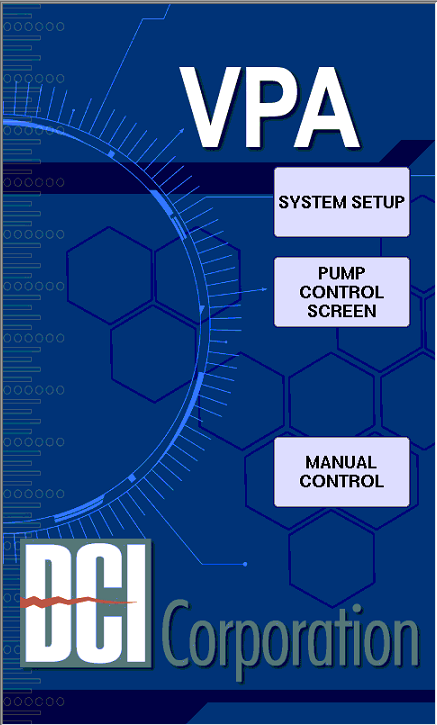 VPA
SYSTEM SETUP
PUMP
CONTROL
SCREEN
MANUAL
CONTROL
DCI Corporation